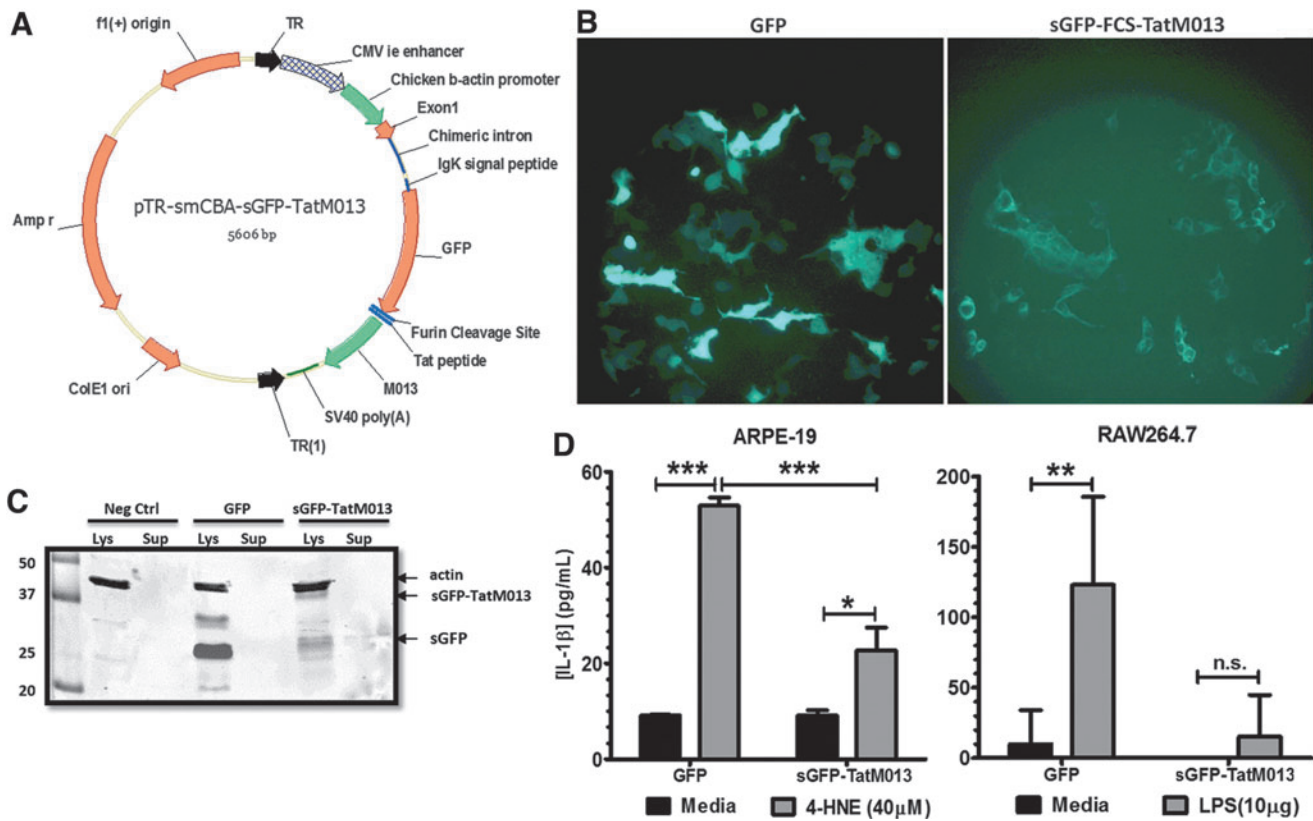 A
f1(+) origin
TR
CMV ie enhancer
Chicken b-actin promoter
Exon1
Chimeric intron
IgK signal peptide
pTR-smCBA-sGFP-TatM013
5606 bp
Amp r
GFP
Furin Cleavage Site
Tat peptide
M013
ColE1 ori
SV40 poly(A)
TR(1)
B
GFP
sGFP-FCS-TatM013
C
Neg Ctrl
GFP
sGFP-TatM013
Lys
Sup
Lys
Sup
Lys
Sup
50
37
25
20
actin
sGFP-TatM013
sGFP
D
ARPE-19
[IL-1β] (pg/mL)
60
40
20
0
***
***
*
GFP
sGFP-TatM013
Media
4-HNE (40µM)
RAW264.7
200
150
100
50
0
**
n.s.
GFP
sGFP-TatM013
Media
LPS(10µg)